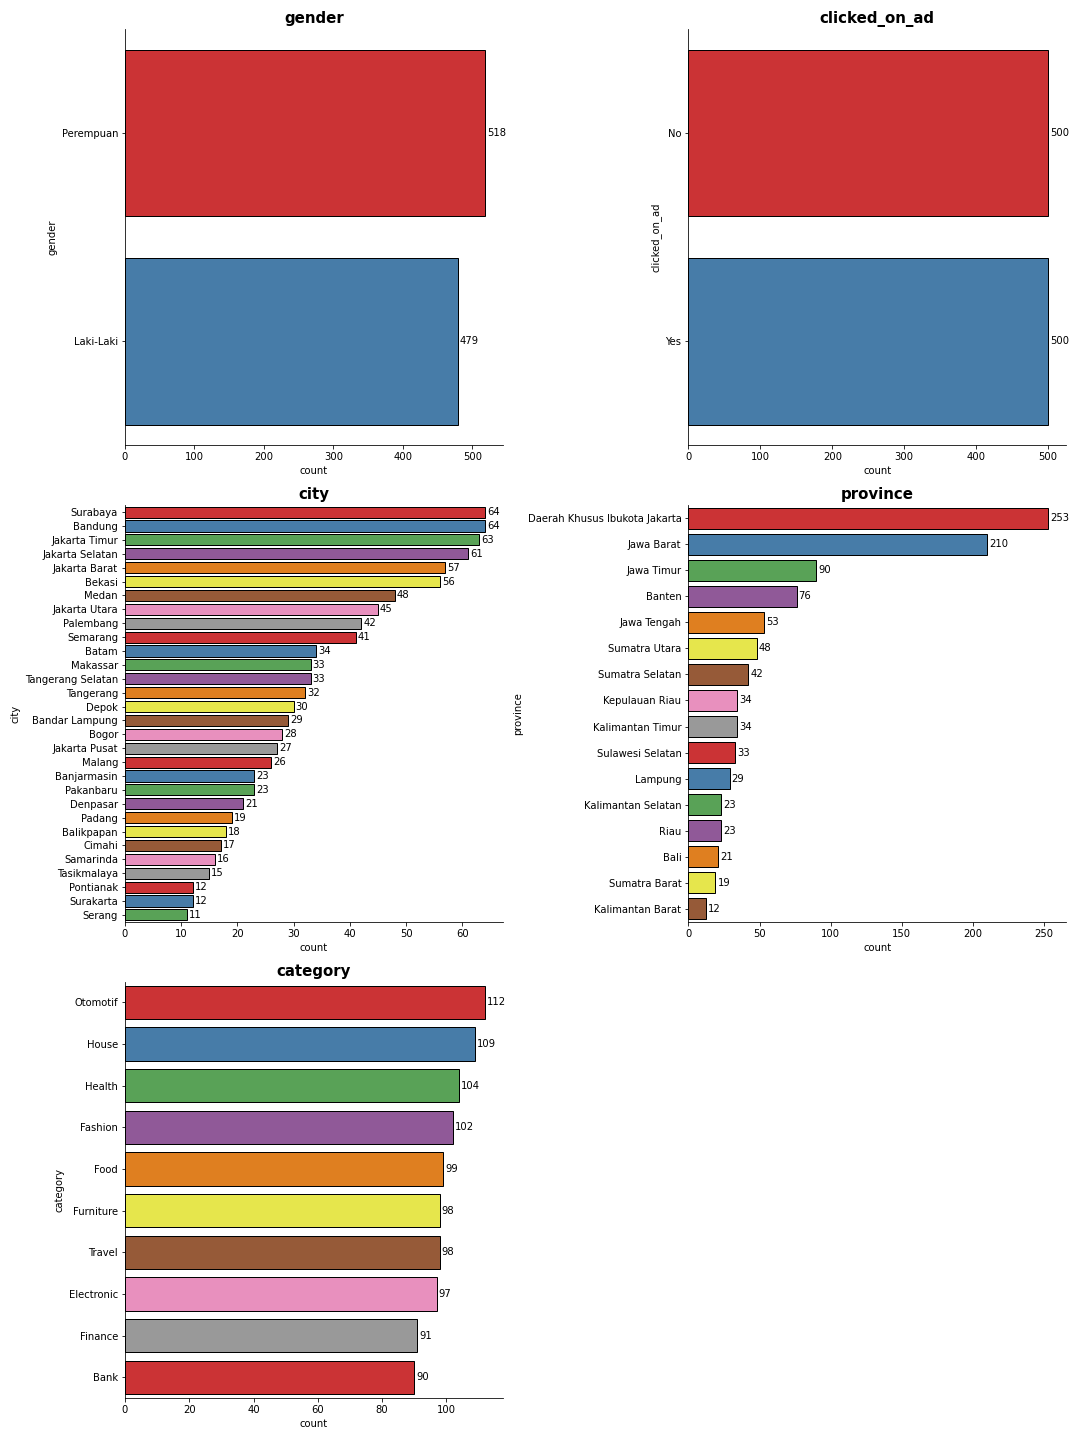 gender
Perempuan
518
gender
Laki-Laki
479
0 100 200 300 400 500
count
clicked_on_ad
No
500
clicked_on_ad
Yes
500
0 100 200 300 400 500
count
city
Surabaya 64
Bandung 64
Jakarta Timur 63
Jakarta Selatan 61
Jakarta Barat 57
Bekasi 56
Medan 48
Jakarta Utara 45
Palembang 42
Semarang 41
Batam 34
Makassar 33
Tangerang Selatan 33
Tangerang 32
Depok 30
city
Bandar Lampung 29
Bogor 28
Jakarta Pusat 27
Malang 26
Banjarmasin 23
Pakanbaru 23
Denpasar 21
Padang 19
Balikpapan 18
Cimahi 17
Samarinda 16
Tasikmalaya 15
Pontianak 12
Surakarta 12
Serang 11
0 10 20 30 40 50 60
count
province
Daerah Khusus Ibukota Jakarta 253
Jawa Barat 210
Jawa Timur 90
Banten 76
Jawa Tengah 53
Sumatra Utara 48
Sumatra Selatan 42
Kepulauan Riau 34
province
Kalimantan Timur 34
Sulawesi Selatan 33
Lampung 29
Kalimantan Selatan 23
Riau 23
Bali 21
Sumatra Barat 19
Kalimantan Barat 12
0 50 100 150 200 250
count
category
Otomotif 112
House 109
Health 104
Fashion 102
Food 99
category
Furniture 98
Travel 98
Electronic 97
Finance 91
Bank 90
0 20 40 60 80 100
count